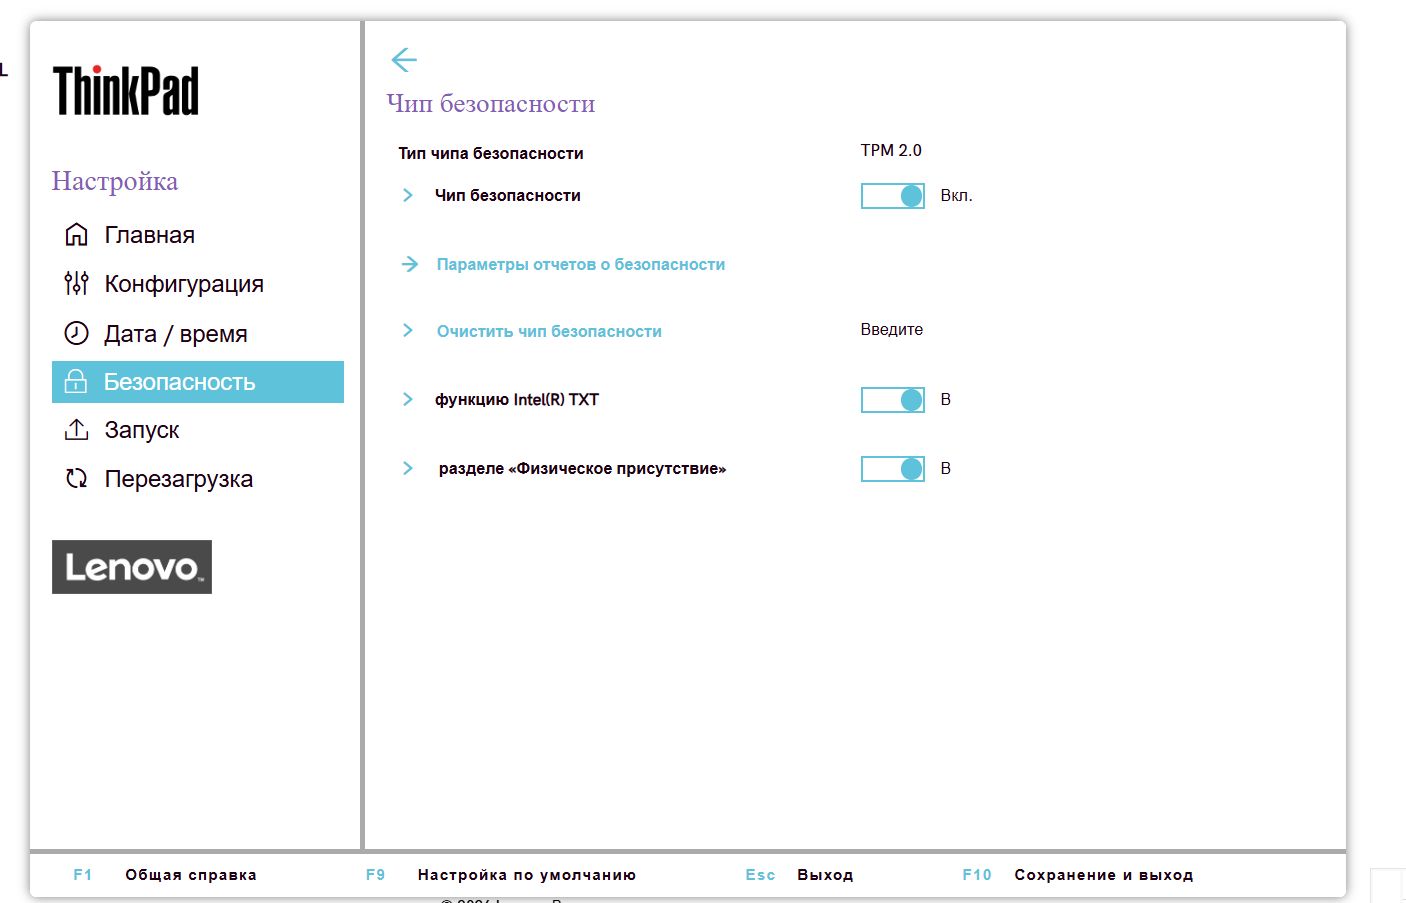 L
ThinkPad
Настройка
Главная
Конфигурация
Дата / время
Безопасность
Запуск
Перезагрузка
Lenovo™
Чип безопасности
Тип чипа безопасности TPM 2.0
Чип безопасности Вкл.
Параметры отчетов о безопасности
Очистить чип безопасности Введите
функцию Intel(R) TXT В
разделе «Физическое присутствие» В
F1 Общая справка F9 Настройка по умолчанию Esc Выход F10 Сохранение и выход